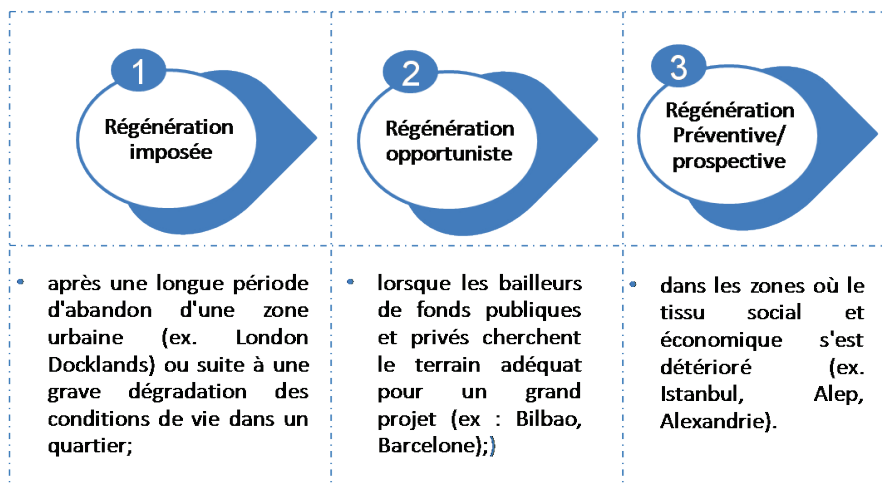 1
Régénération
imposée
2
Régénération
opportuniste
3
Régénération
Préventive/
prospective
• après une longue période
d'abandon d'une zone
urbaine (ex. London
Docklands) ou suite à une
grave dégradation des
conditions de vie dans un
quartier;
• lorsque les bailleurs
de fonds publiques
et privés cherchent
le terrain adéquat
pour un grand
projet (ex : Bilbao,
Barcelone);)
• dans les zones où le
tissu social et
économique s'est
détérioré (ex.
Istanbul, Alep,
Alexandrie).